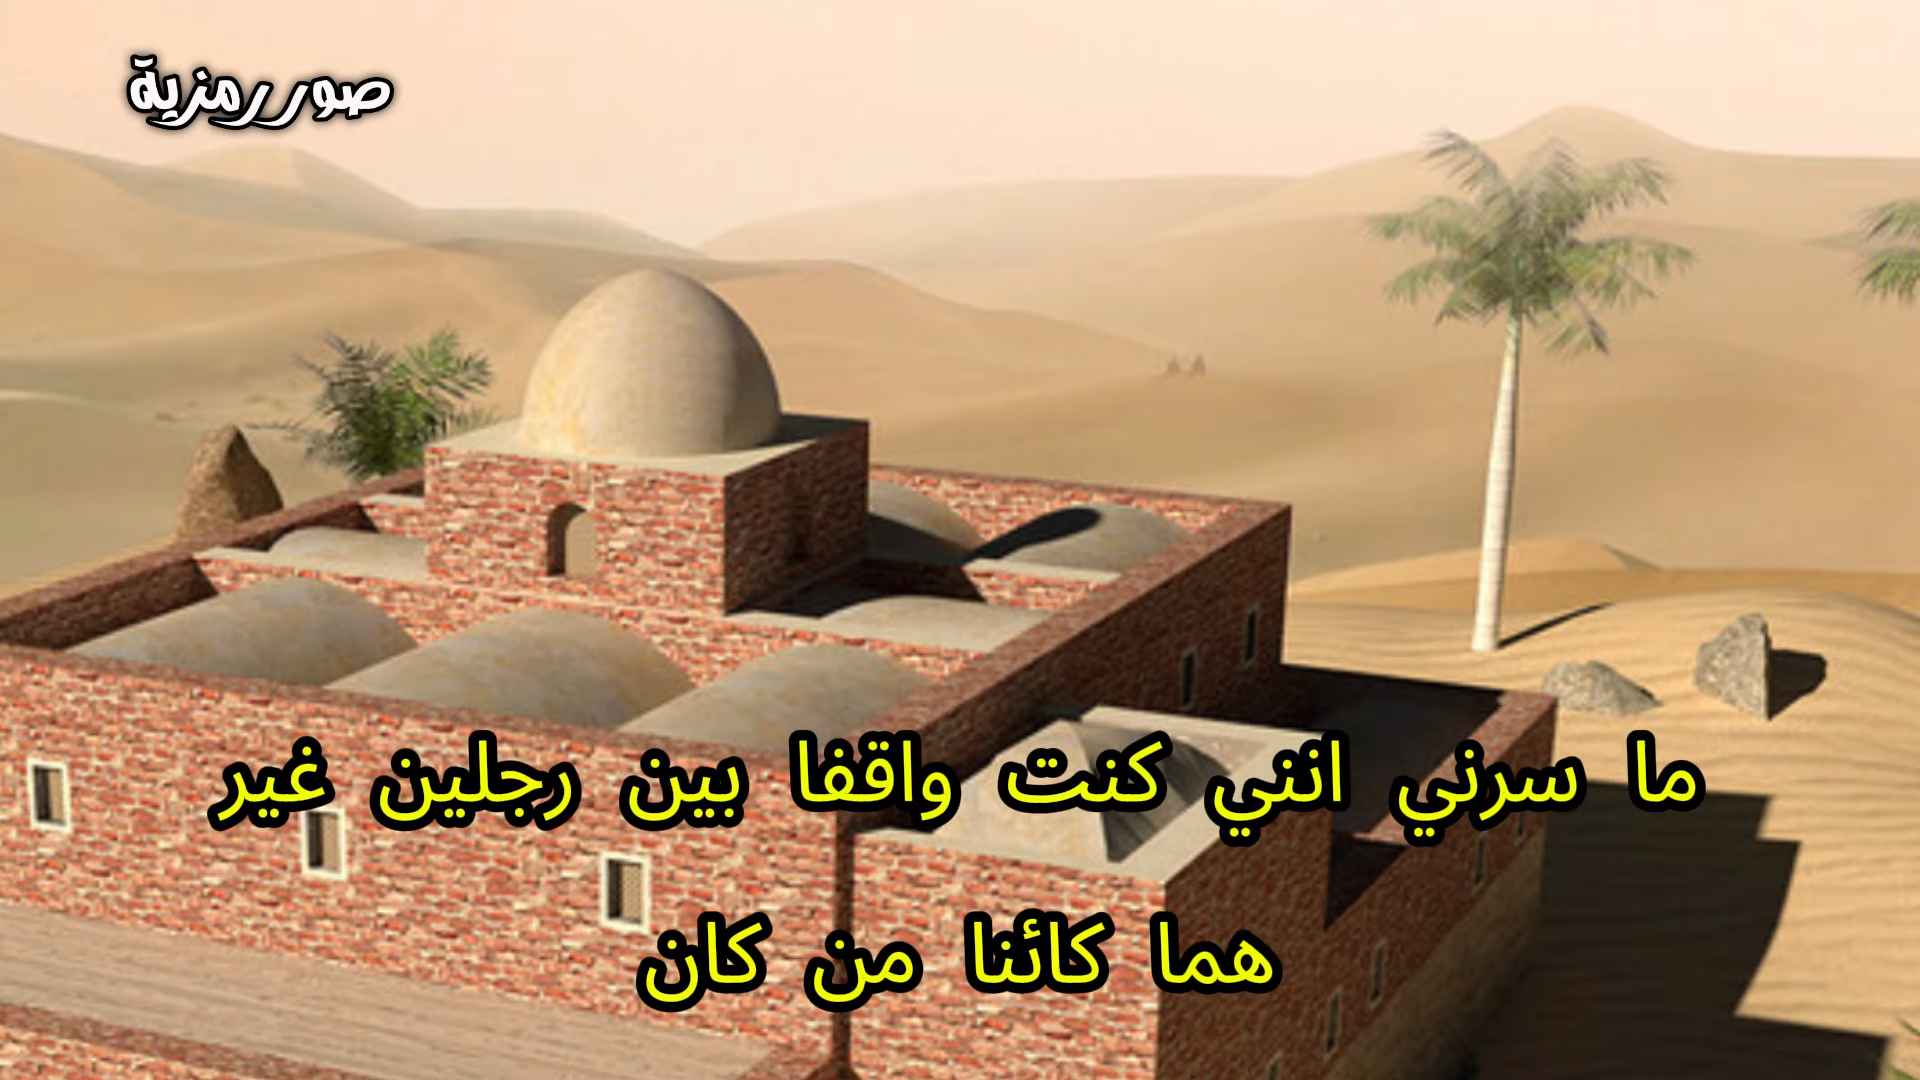 صور رمزية
ما سرني انني كنت واقفا بين رجلين غير
هما كائنا من كان